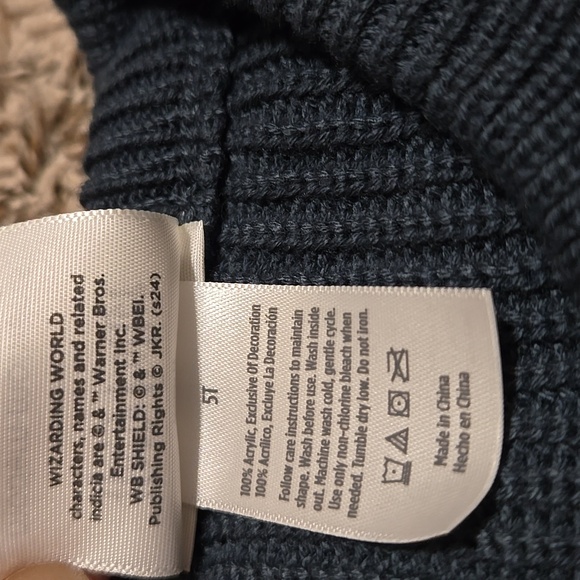 WIZARDING WORLD
characters, names and related
indicia are © & ™ Warner Bros.
Entertainment Inc.
WB SHIELD: © & ™ WBEI.
Publishing Rights © JKR. (s24)
5T
100% Acrylic, Exclusive Of Decoration
100% Acrílico, Excluye La Decoración
Follow care instructions to maintain
shape. Wash before use. Wash inside
out. Machine wash cold, gentle cycle.
Use only non-chlorine bleach when
needed. Tumble dry low. Do not iron.
Made in China
Hecho en China